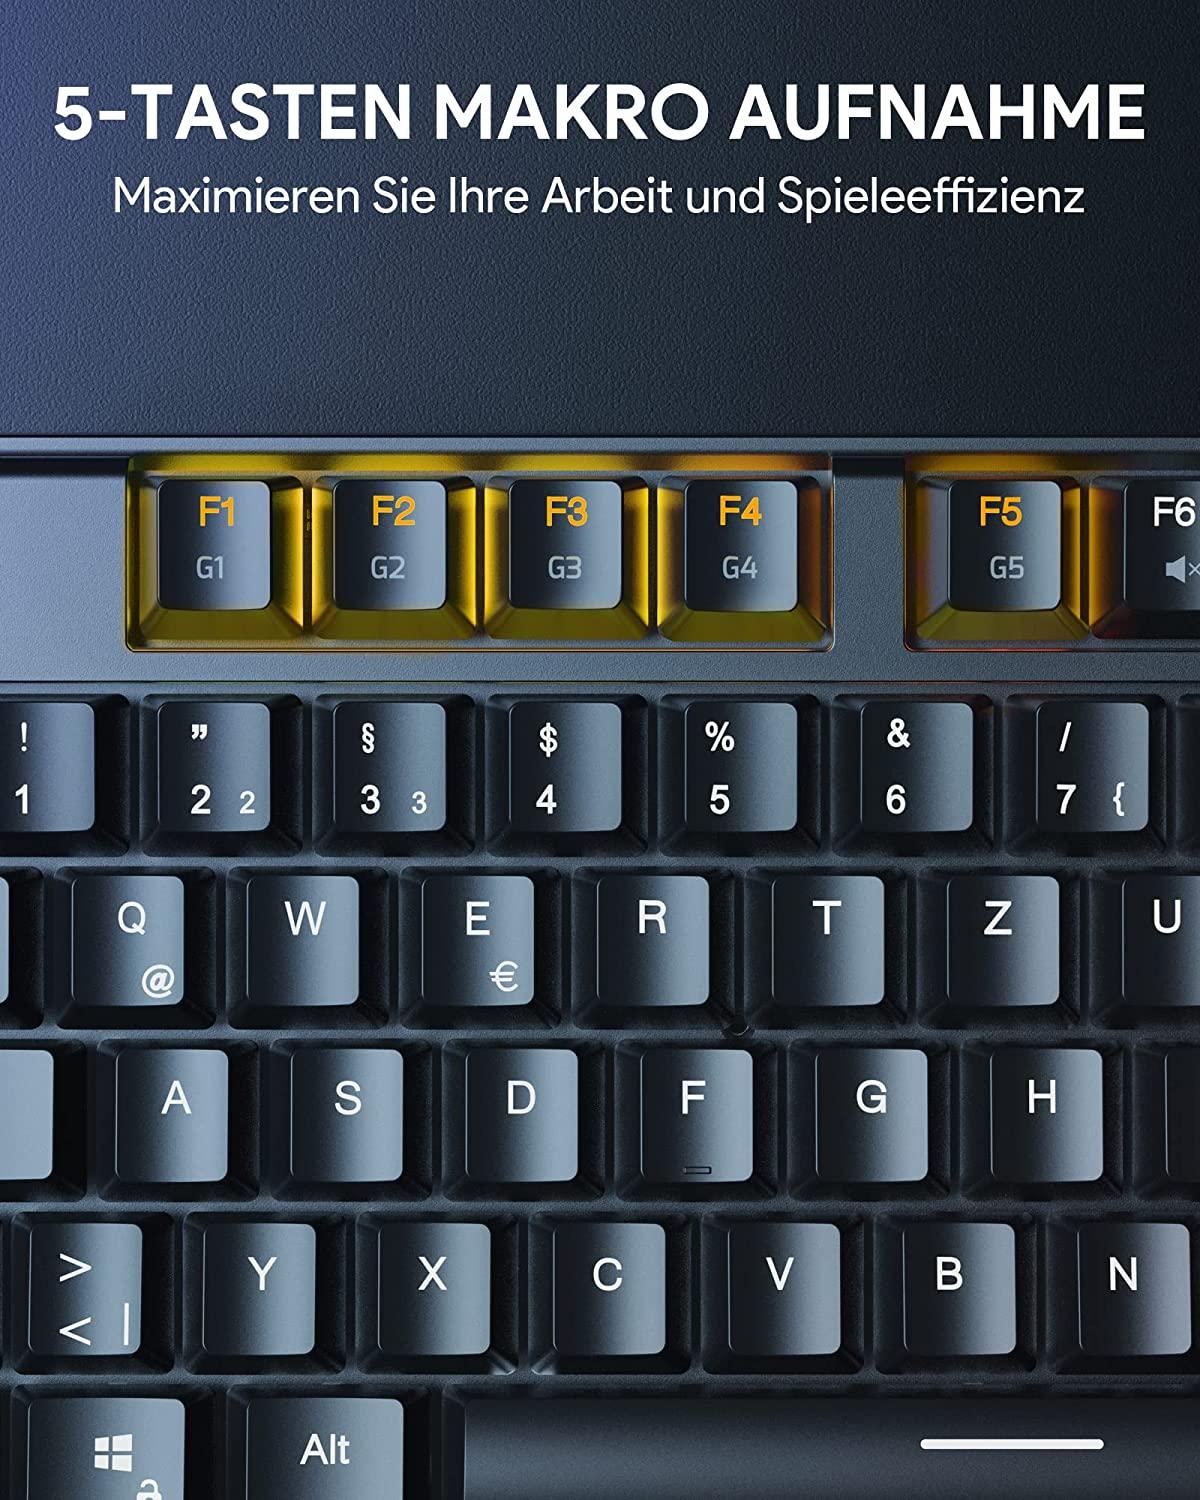 5-TASTEN MAKRO AUFNAHME
Maximieren Sie Ihre Arbeit und Spieleeffizienz
F1 F2 F3 F4 F5 F6
G1 G2 G3 G4 G5
! " § $ % & /
1 2 2 3 3 4 5 6 7 {
Q W E R T Z U
@ €
A S D F G H
> Y X C V B N
< |
Alt